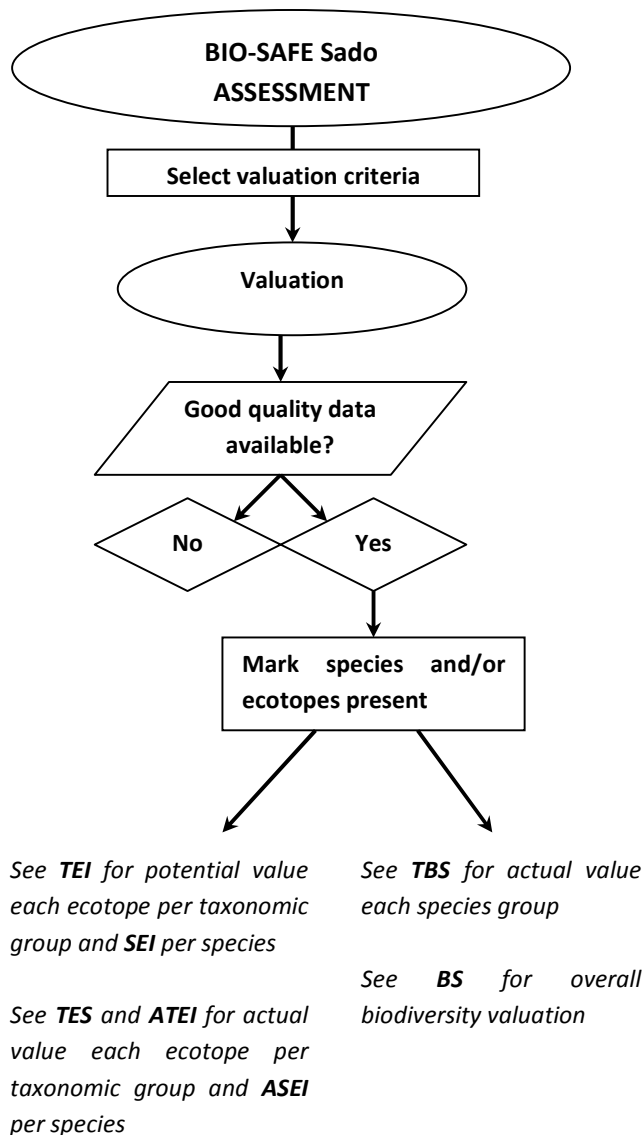 BIO-SAFE Sado
ASSESSMENT
Select valuation criteria
Valuation
Good quality data
available?
No
Yes
Mark species and/or
ecotopes present
See TEI for potential value
each ecotope per taxonomic
group and SEI per species
See TES and ATEI for actual
value each ecotope per
taxonomic group and ASEI
per species
See TBS for actual value
each species group
See BS for overall
biodiversity valuation